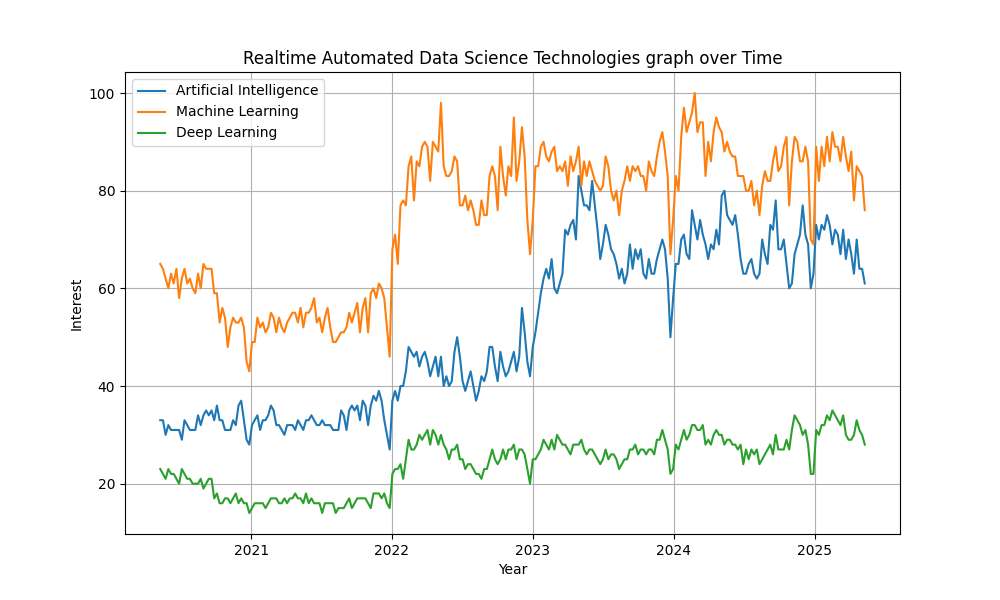 Realtime Automated Data Science Technologies graph over Time
Artificial Intelligence
Machine Learning
Deep Learning
100
80
60
40
20
Interest
2021 2022 2023 2024 2025
Year